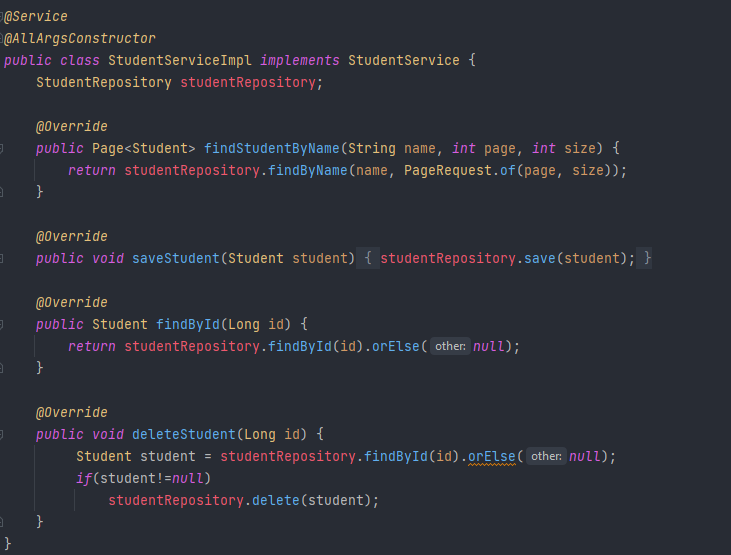 @Service
@AllArgsConstructor
public class StudentServiceImpl implements StudentService {
    StudentRepository studentRepository;

    @Override
    public Page<Student> findStudentByName(String name, int page, int size) {
        return studentRepository.findByName(name, PageRequest.of(page, size));
    }

    @Override
    public void saveStudent(Student student) { studentRepository.save(student); }

    @Override
    public Student findById(Long id) {
        return studentRepository.findById(id).orElse( other: null);
    }

    @Override
    public void deleteStudent(Long id) {
         Student student = studentRepository.findById(id).orElse( other: null);
         if(student!=null)
             studentRepository.delete(student);
    }
}